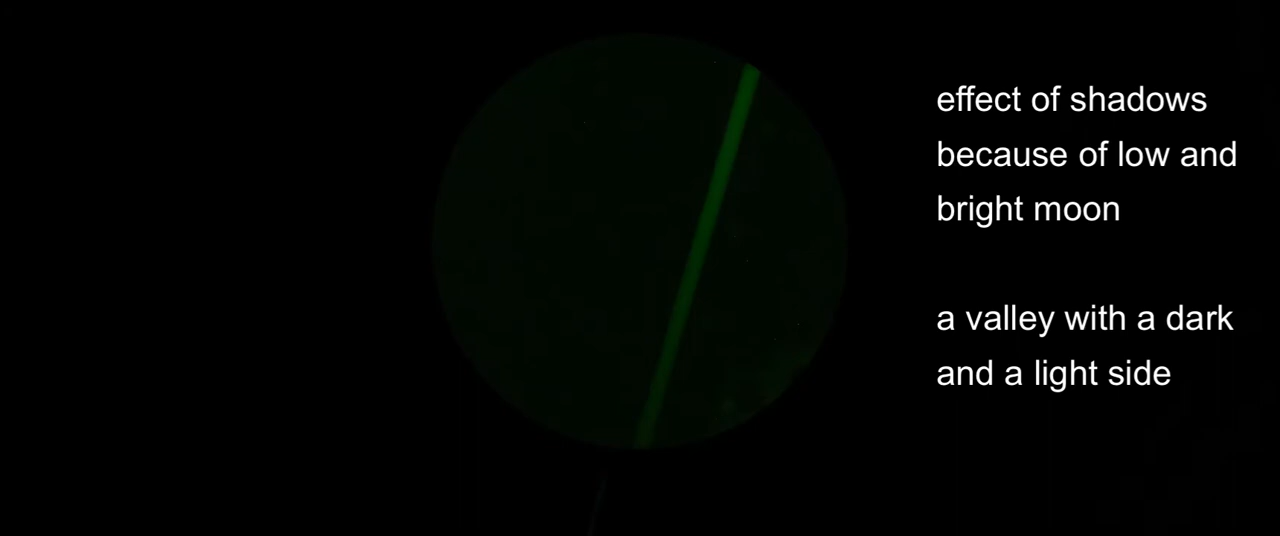 effect of shadows
because of low and
bright moon
a valley with a dark
and a light side